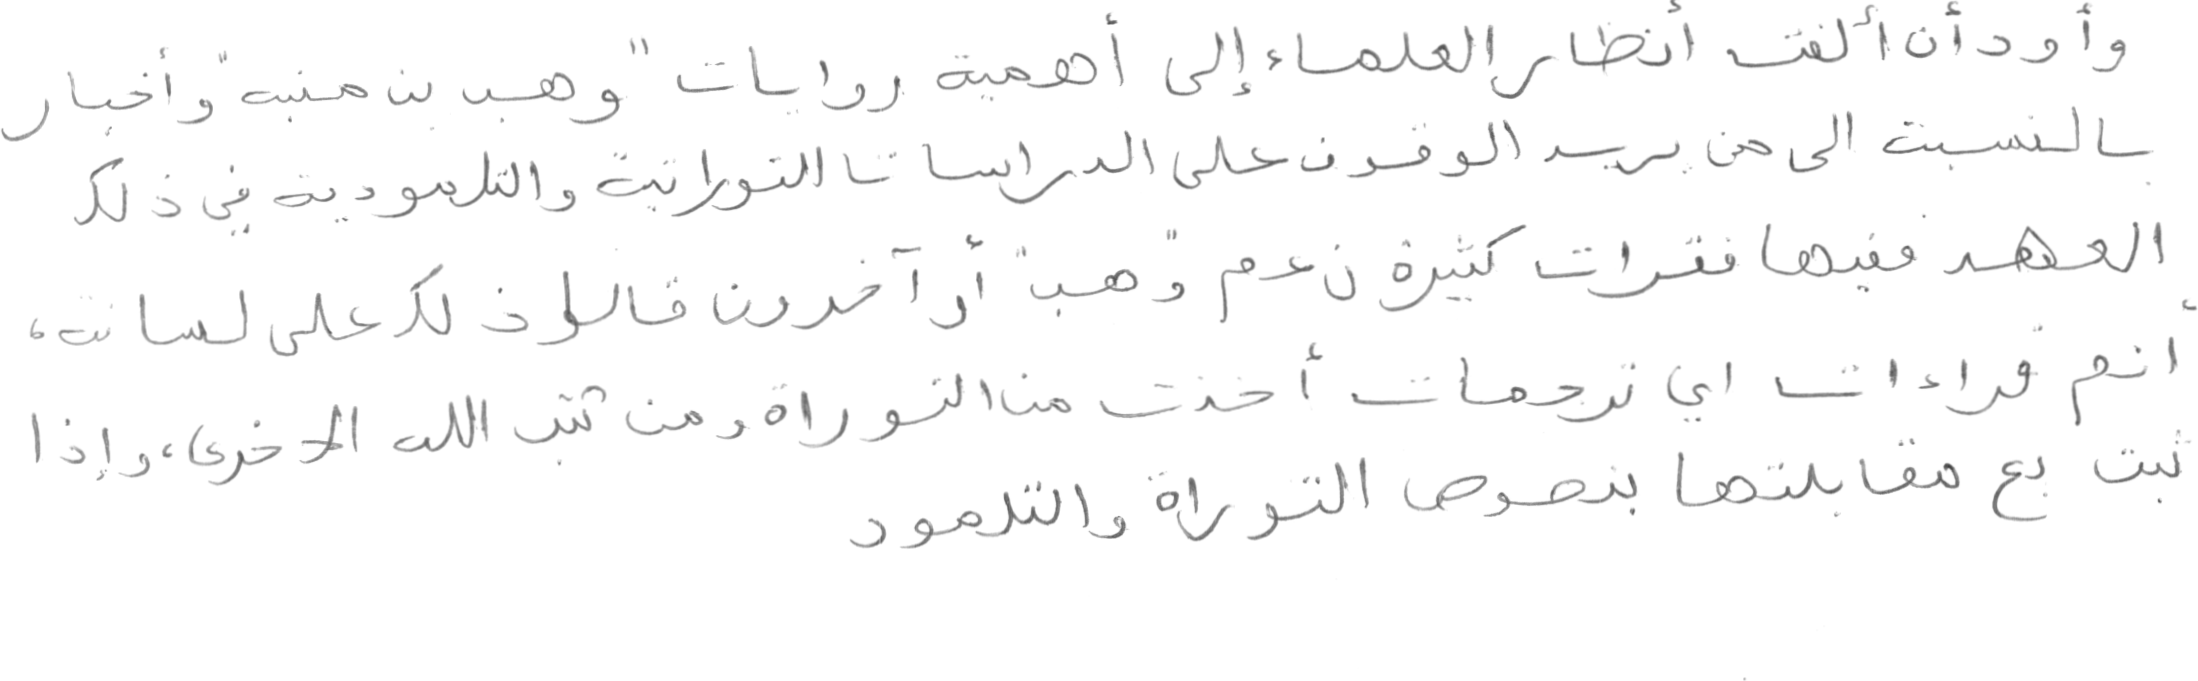 وأود أن ألفت أنظار العلماء إلى أهمية روايات "وهب بن منبه" وأخبار
بالنسبة الى من يريد الوقوف على الدراسات التوراتية والتلمودية في ذلك
العهد ففيها فقرات كثيرة زعم "وهب" أو آخرون قالوا ذلك على لسانه،
أنهم قراءات اي ترجمات أخذت من التوراة ومن كتب الله الاخرى، وإذا
ثبت بع مقابلتها بنصوص التوراة والتلمود